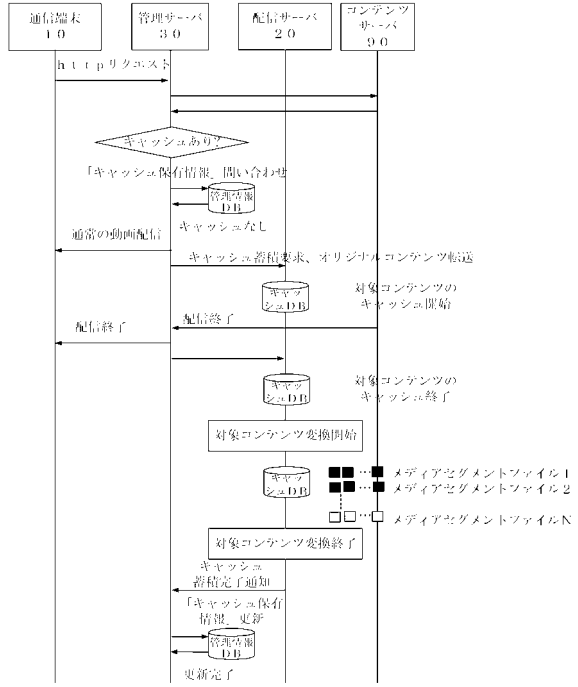 通信端末
１０
管理サーバ
３０
配信サーバ
２０
コンテンツ
サーバ
９０
ｈｔｔｐリクエスト
キャッシュあり？
「キャッシュ保有情報」問い合わせ
管理情報
ＤＢ
キャッシュなし
通常の動画配信
キャッシュ蓄積要求、オリジナルコンテンツ転送
キャッ
シュＤＢ
対象コンテンツの
キャッシュ開始
配信終了
配信終了
キャッ
シュＤＢ
対象コンテンツの
キャッシュ終了
対象コンテンツ変換開始
キャッ
シュＤＢ
… メディアセグメントファイル１
… メディアセグメントファイル２
… メディアセグメントファイルＮ
対象コンテンツ変換終了
キャッシュ
蓄積完了通知
「キャッシュ保有
情報」更新
管理情報
ＤＢ
更新完了